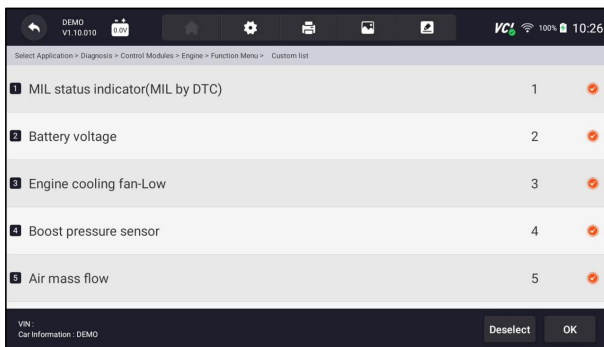 DEMO
V1.10.010
0.0V
VC! 100% 10:26
Select Application > Diagnosis > Control Modules > Engine > Function Menu > Custom list
1 MIL status indicator(MIL by DTC) 1
2 Battery voltage 2
3 Engine cooling fan-Low 3
4 Boost pressure sensor 4
5 Air mass flow 5
VIN :
Car Information : DEMO
Deselect OK